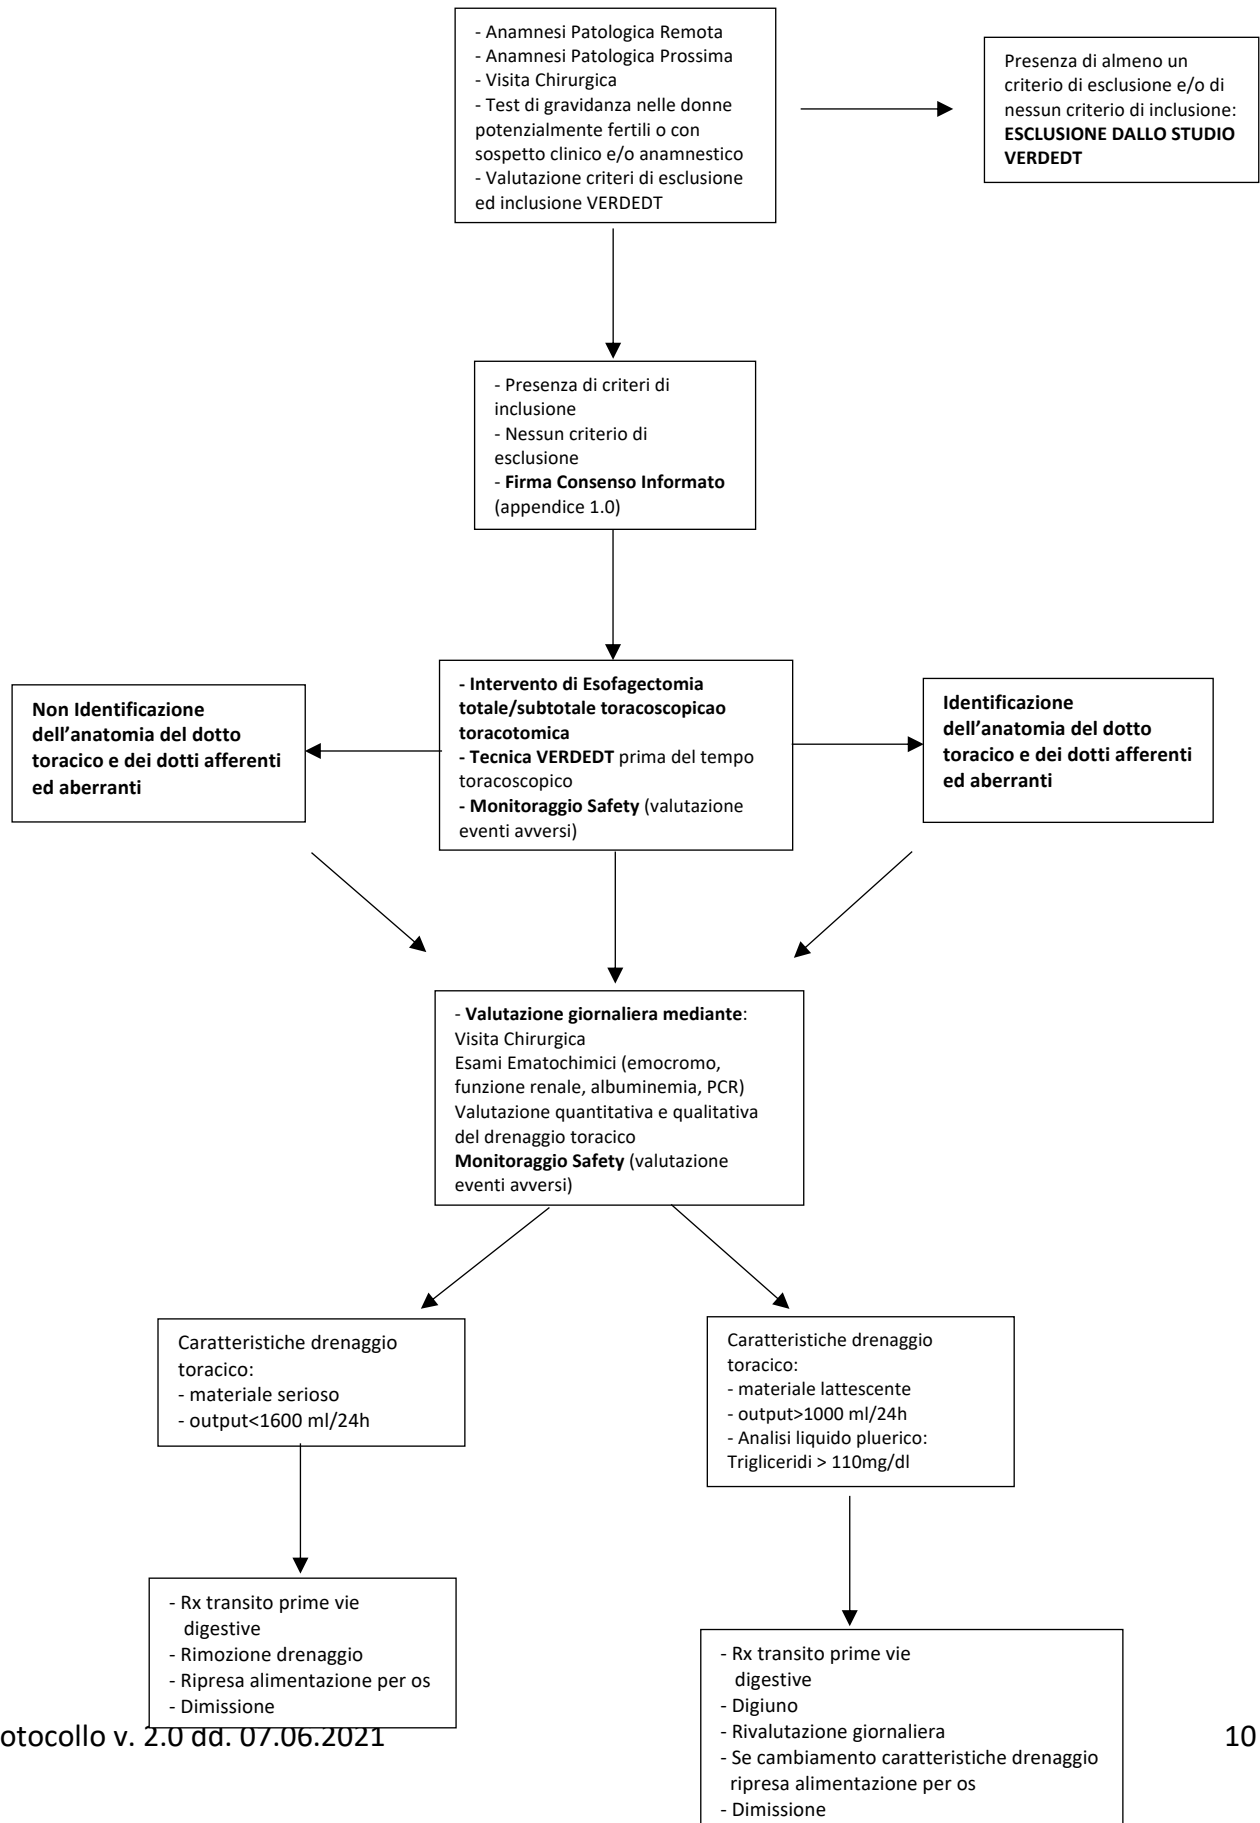 - Anamnesi Patologica Remota
- Anamnesi Patologica Prossima
- Visita Chirurgica
- Test di gravidanza nelle donne
potenzialmente fertili o con
sospetto clinico e/o anamnestico
- Valutazione criteri di esclusione
ed inclusione VERDEDT
Presenza di almeno un
criterio di esclusione e/o di
nessun criterio di inclusione:
ESCLUSIONE DALLO STUDIO
VERDEDT
- Presenza di criteri di
inclusione
- Nessun criterio di
esclusione
- Firma Consenso Informato
(appendice 1.0)
Non Identificazione
dell'anatomia del dotto
toracico e dei dotti afferenti
ed aberranti
- Intervento di Esofagectomia
totale/subtotale toracoscopicao
toracotomica
- Tecnica VERDEDT prima del tempo
toracoscopico
- Monitoraggio Safety (valutazione
eventi avversi)
Identificazione
dell'anatomia del dotto
toracico e dei dotti afferenti
ed aberranti
- Valutazione giornaliera mediante:
Visita Chirurgica
Esami Ematochimici (emocromo,
funzione renale, albuminemia, PCR)
Valutazione quantitativa e qualitativa
del drenaggio toracico
Monitoraggio Safety (valutazione
eventi avversi)
Caratteristiche drenaggio
toracico:
- materiale serioso
- output<1600 ml/24h
Caratteristiche drenaggio
toracico:
- materiale lattescente
- output>1000 ml/24h
- Analisi liquido pluerico:
Trigliceridi > 110mg/dl
- Rx transito prime vie
digestive
- Rimozione drenaggio
- Ripresa alimentazione per os
- Dimissione
- Rx transito prime vie
digestive
- Digiuno
- Rivalutazione giornaliera
- Se cambiamento caratteristiche drenaggio
ripresa alimentazione per os
- Dimissione
otocollo v. 2.0 dd. 07.06.2021
10